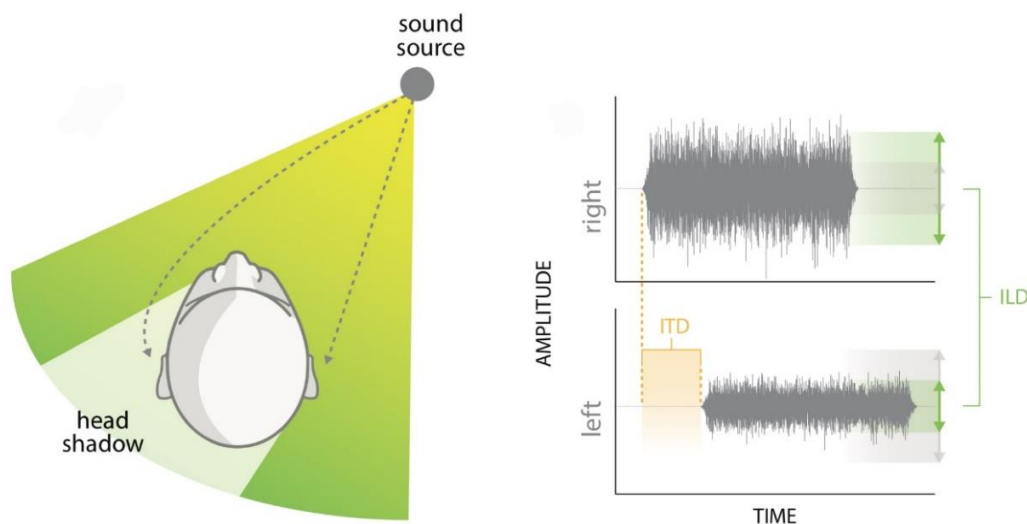 sound
source
head
shadow
AMPLITUDE
right
left
ITD
ILD
TIME